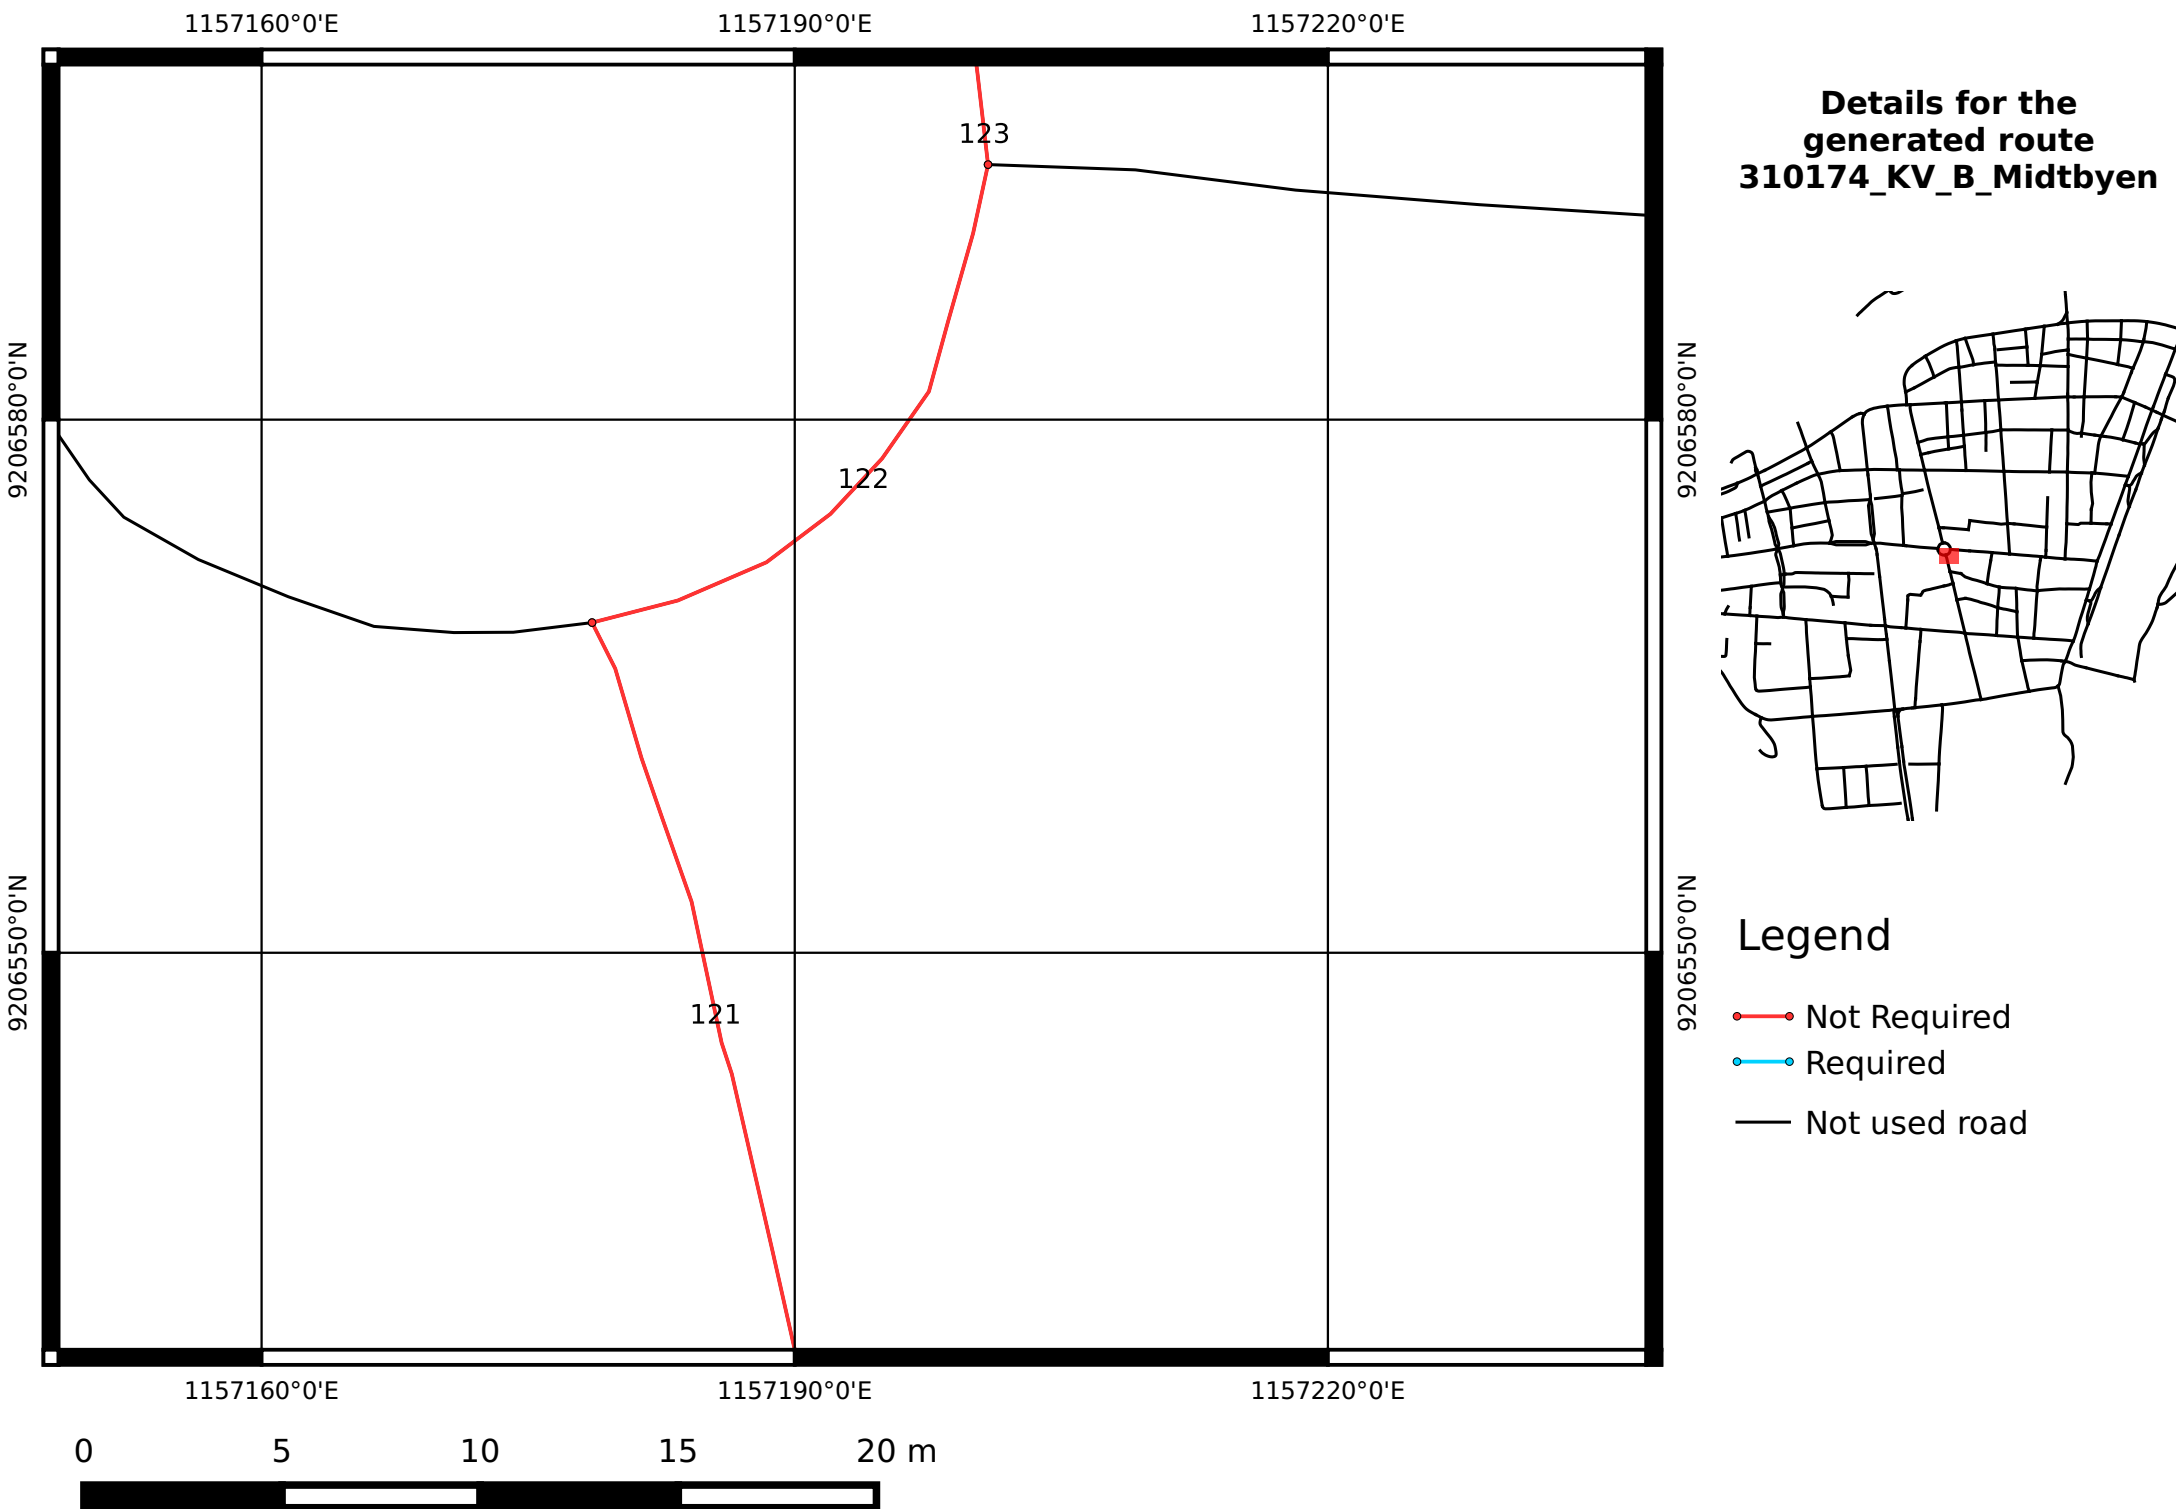 1157160°0'E 1157190°0'E 1157220°0'E
Details for the
generated route
310174_KV_B_Midtbyen
123
9206580°0'N 9206580°0'N
122
9206550°0'N 9206550°0'N
121
Legend
Not Required
Required
Not used road
1157160°0'E 1157190°0'E 1157220°0'E
0 5 10 15 20 m